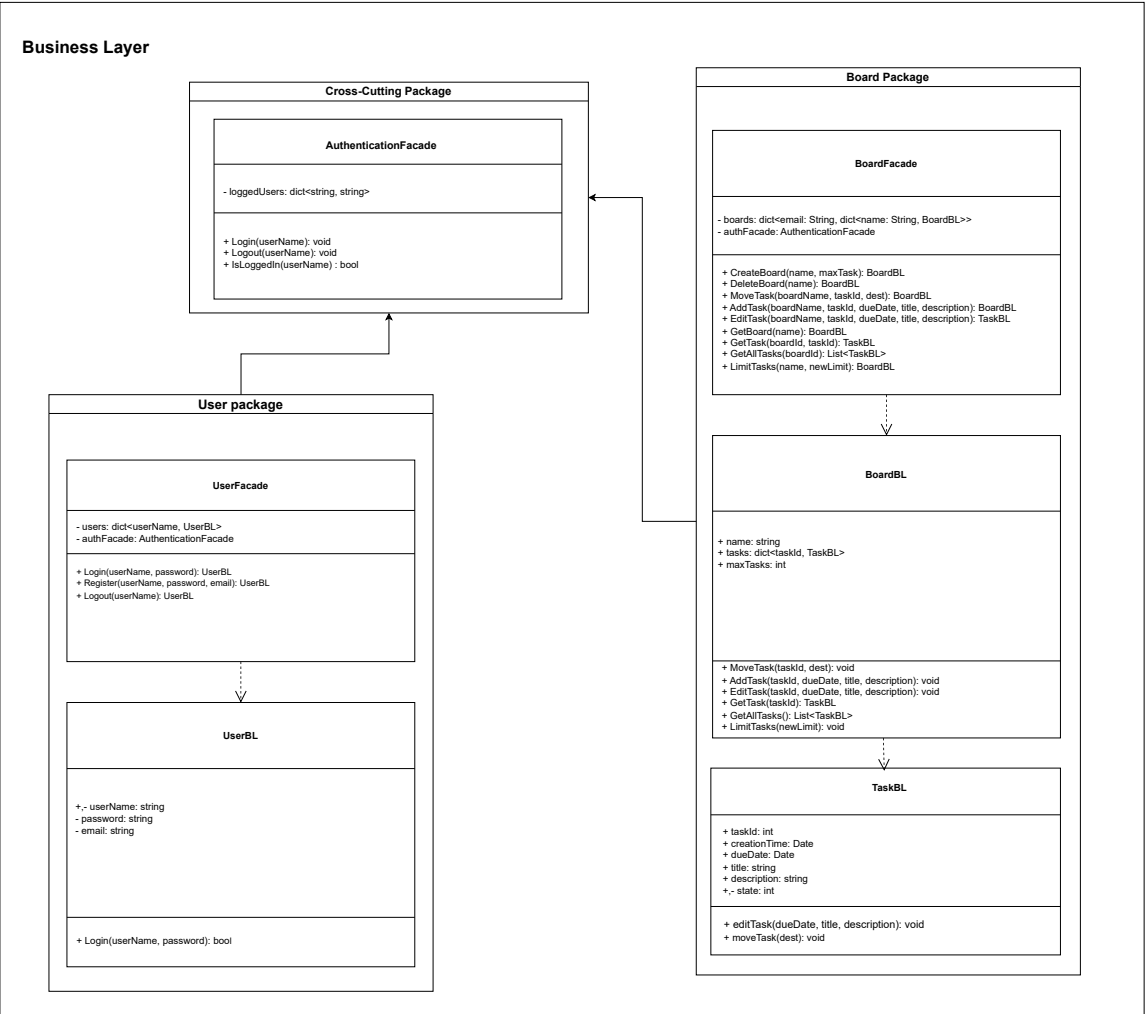 Business Layer
Cross-Cutting Package
AuthenticationFacade
- loggedUsers: dict<string, string>
+ Login(userName): void
+ Logout(userName): void
+ IsLoggedIn(userName) : bool
User package
UserFacade
- users: dict<userName, UserBL>
- authFacade: AuthenticationFacade
+ Login(userName, password): UserBL
+ Register(userName, password, email): UserBL
+ Logout(userName): UserBL
UserBL
+,- userName: string
- password: string
- email: string
+ Login(userName, password): bool
Board Package
BoardFacade
- boards: dict<email: String, dict<name: String, BoardBL>>
- authFacade: AuthenticationFacade
+ CreateBoard(name, maxTask): BoardBL
+ DeleteBoard(name): BoardBL
+ MoveTask(boardName, taskId, dest): BoardBL
+ AddTask(boardName, taskId, dueDate, title, description): BoardBL
+ EditTask(boardName, taskId, dueDate, title, description): TaskBL
+ GetBoard(name): BoardBL
+ GetTask(boardId, taskId): TaskBL
+ GetAllTasks(boardId): List<TaskBL>
+ LimitTasks(name, newLimit): BoardBL
BoardBL
+ name: string
+ tasks: dict<taskId, TaskBL>
+ maxTasks: int
+ MoveTask(taskId, dest): void
+ AddTask(taskId, dueDate, title, description): void
+ EditTask(taskId, dueDate, title, description): void
+ GetTask(taskId): TaskBL
+ GetAllTasks(): List<TaskBL>
+ LimitTasks(newLimit): void
TaskBL
+ taskId: int
+ creationTime: Date
+ dueDate: Date
+ title: string
+ description: string
+,- state: int
+ editTask(dueDate, title, description): void
+ moveTask(dest): void